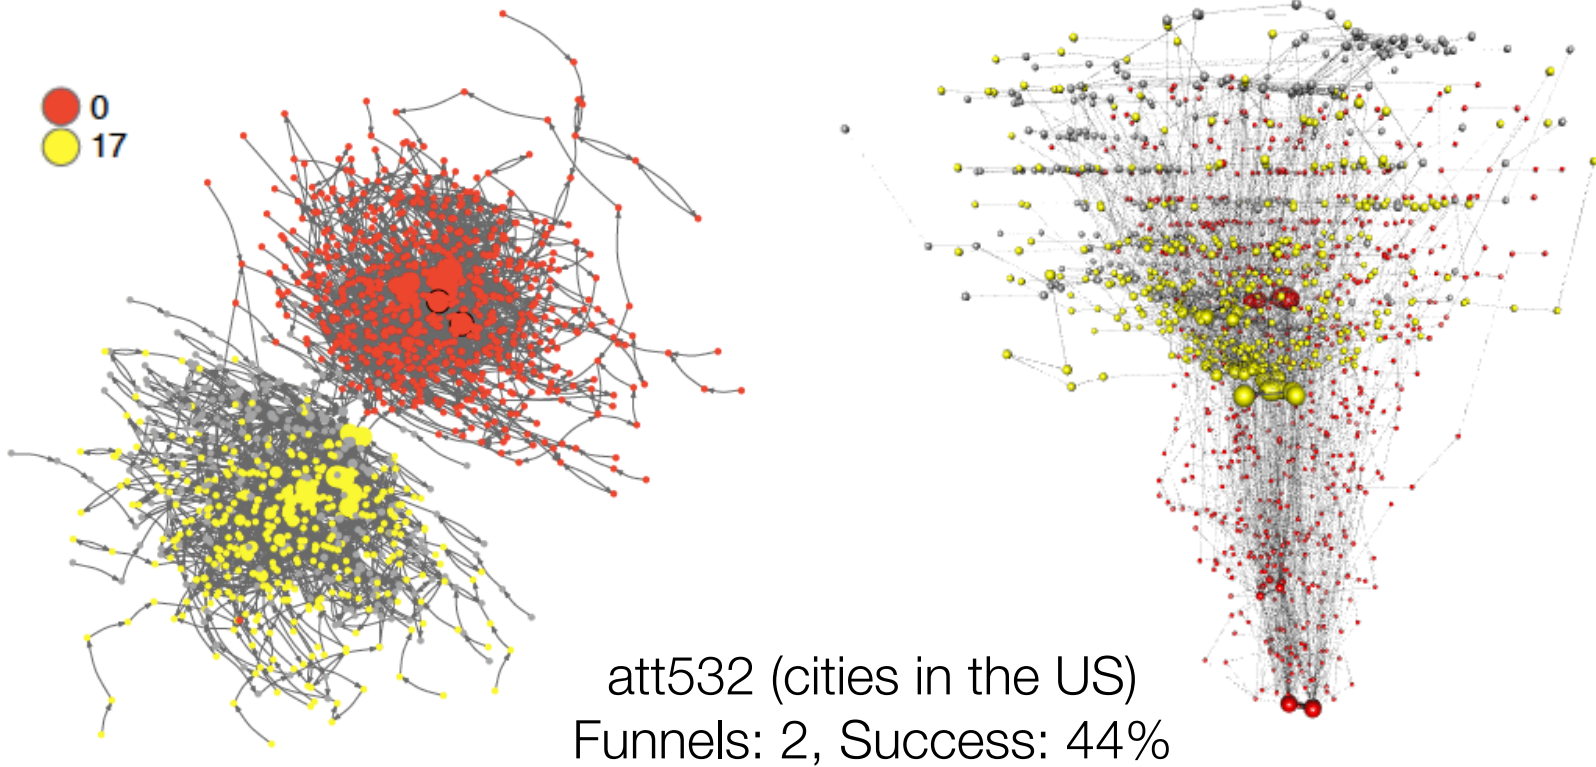 0
17
att532 (cities in the US)
Funnels: 2, Success: 44%